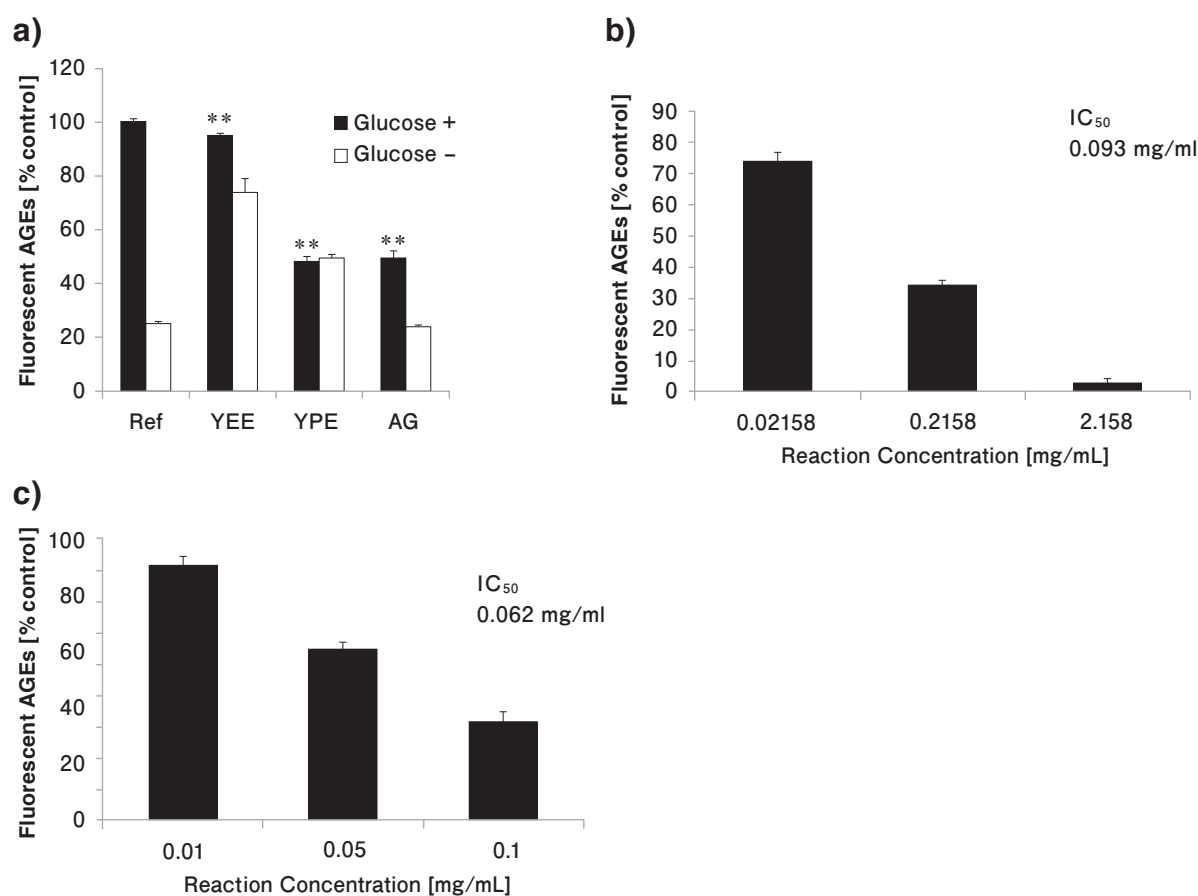 a)
Fluorescent AGEs [% control]
120
100
80
60
40
20
0
**
**
**
Glucose +
Glucose –
Ref YEE YPE AG
b)
Fluorescent AGEs [% control]
90
80
70
60
50
40
30
20
10
0
IC50
0.093 mg/ml
0.02158 0.2158 2.158
Reaction Concentration [mg/mL]
c)
Fluorescent AGEs [% control]
100
80
60
40
20
0
IC50
0.062 mg/ml
0.01 0.05 0.1
Reaction Concentration [mg/mL]